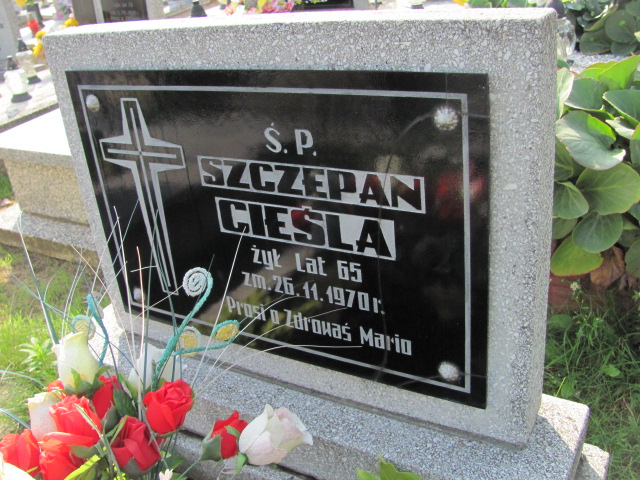 Ś. P.
SZCZEPAN
CIEŚLA
żył Lat 65
zm. 26.11.1970 r.
Prosi o Zdrowaś Mario